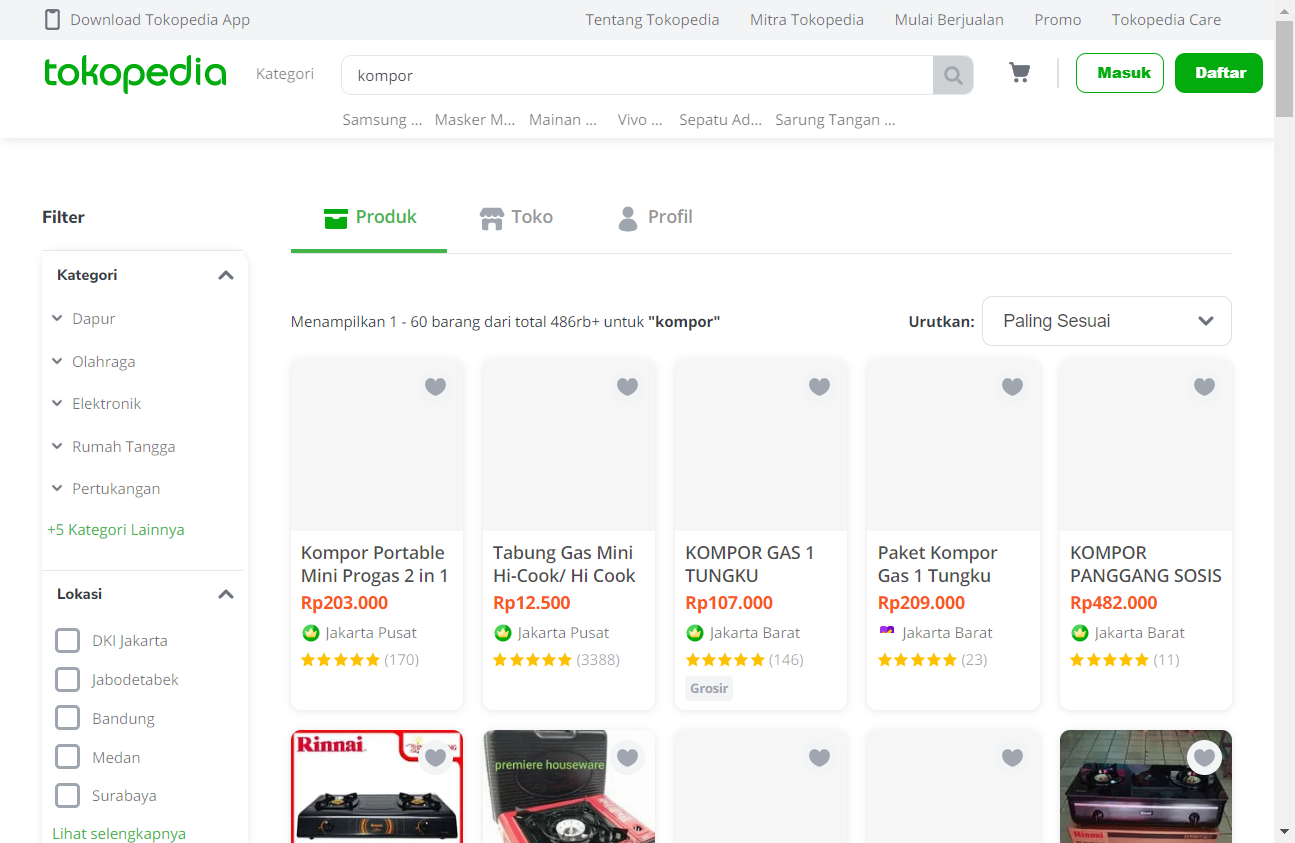 Download Tokopedia App
Tentang Tokopedia
Mitra Tokopedia
Mulai Berjualan
Promo
Tokopedia Care
tokopedia
Kategori
kompor
Masuk
Daftar
Samsung ...
Masker M...
Mainan ...
Vivo ...
Sepatu Ad...
Sarung Tangan ...
Filter
Produk
Toko
Profil
Kategori
Dapur
Olahraga
Elektronik
Rumah Tangga
Pertukangan
+5 Kategori Lainnya
Lokasi
DKI Jakarta
Jabodetabek
Bandung
Medan
Surabaya
Lihat selengkapnya
Menampilkan 1 - 60 barang dari total 486rb+ untuk "kompor"
Urutkan:
Paling Sesuai
Kompor Portable
Mini Progas 2 in 1
Rp203.000
Jakarta Pusat
(170)
Tabung Gas Mini
Hi-Cook/ Hi Cook
Rp12.500
Jakarta Pusat
(3388)
KOMPOR GAS 1
TUNGKU
Rp107.000
Jakarta Barat
(146)
Grosir
Paket Kompor
Gas 1 Tungku
Rp209.000
Jakarta Barat
(23)
KOMPOR
PANGGANG SOSIS
Rp482.000
Jakarta Barat
(11)
Rinnai
premiere houseware
Rinnai